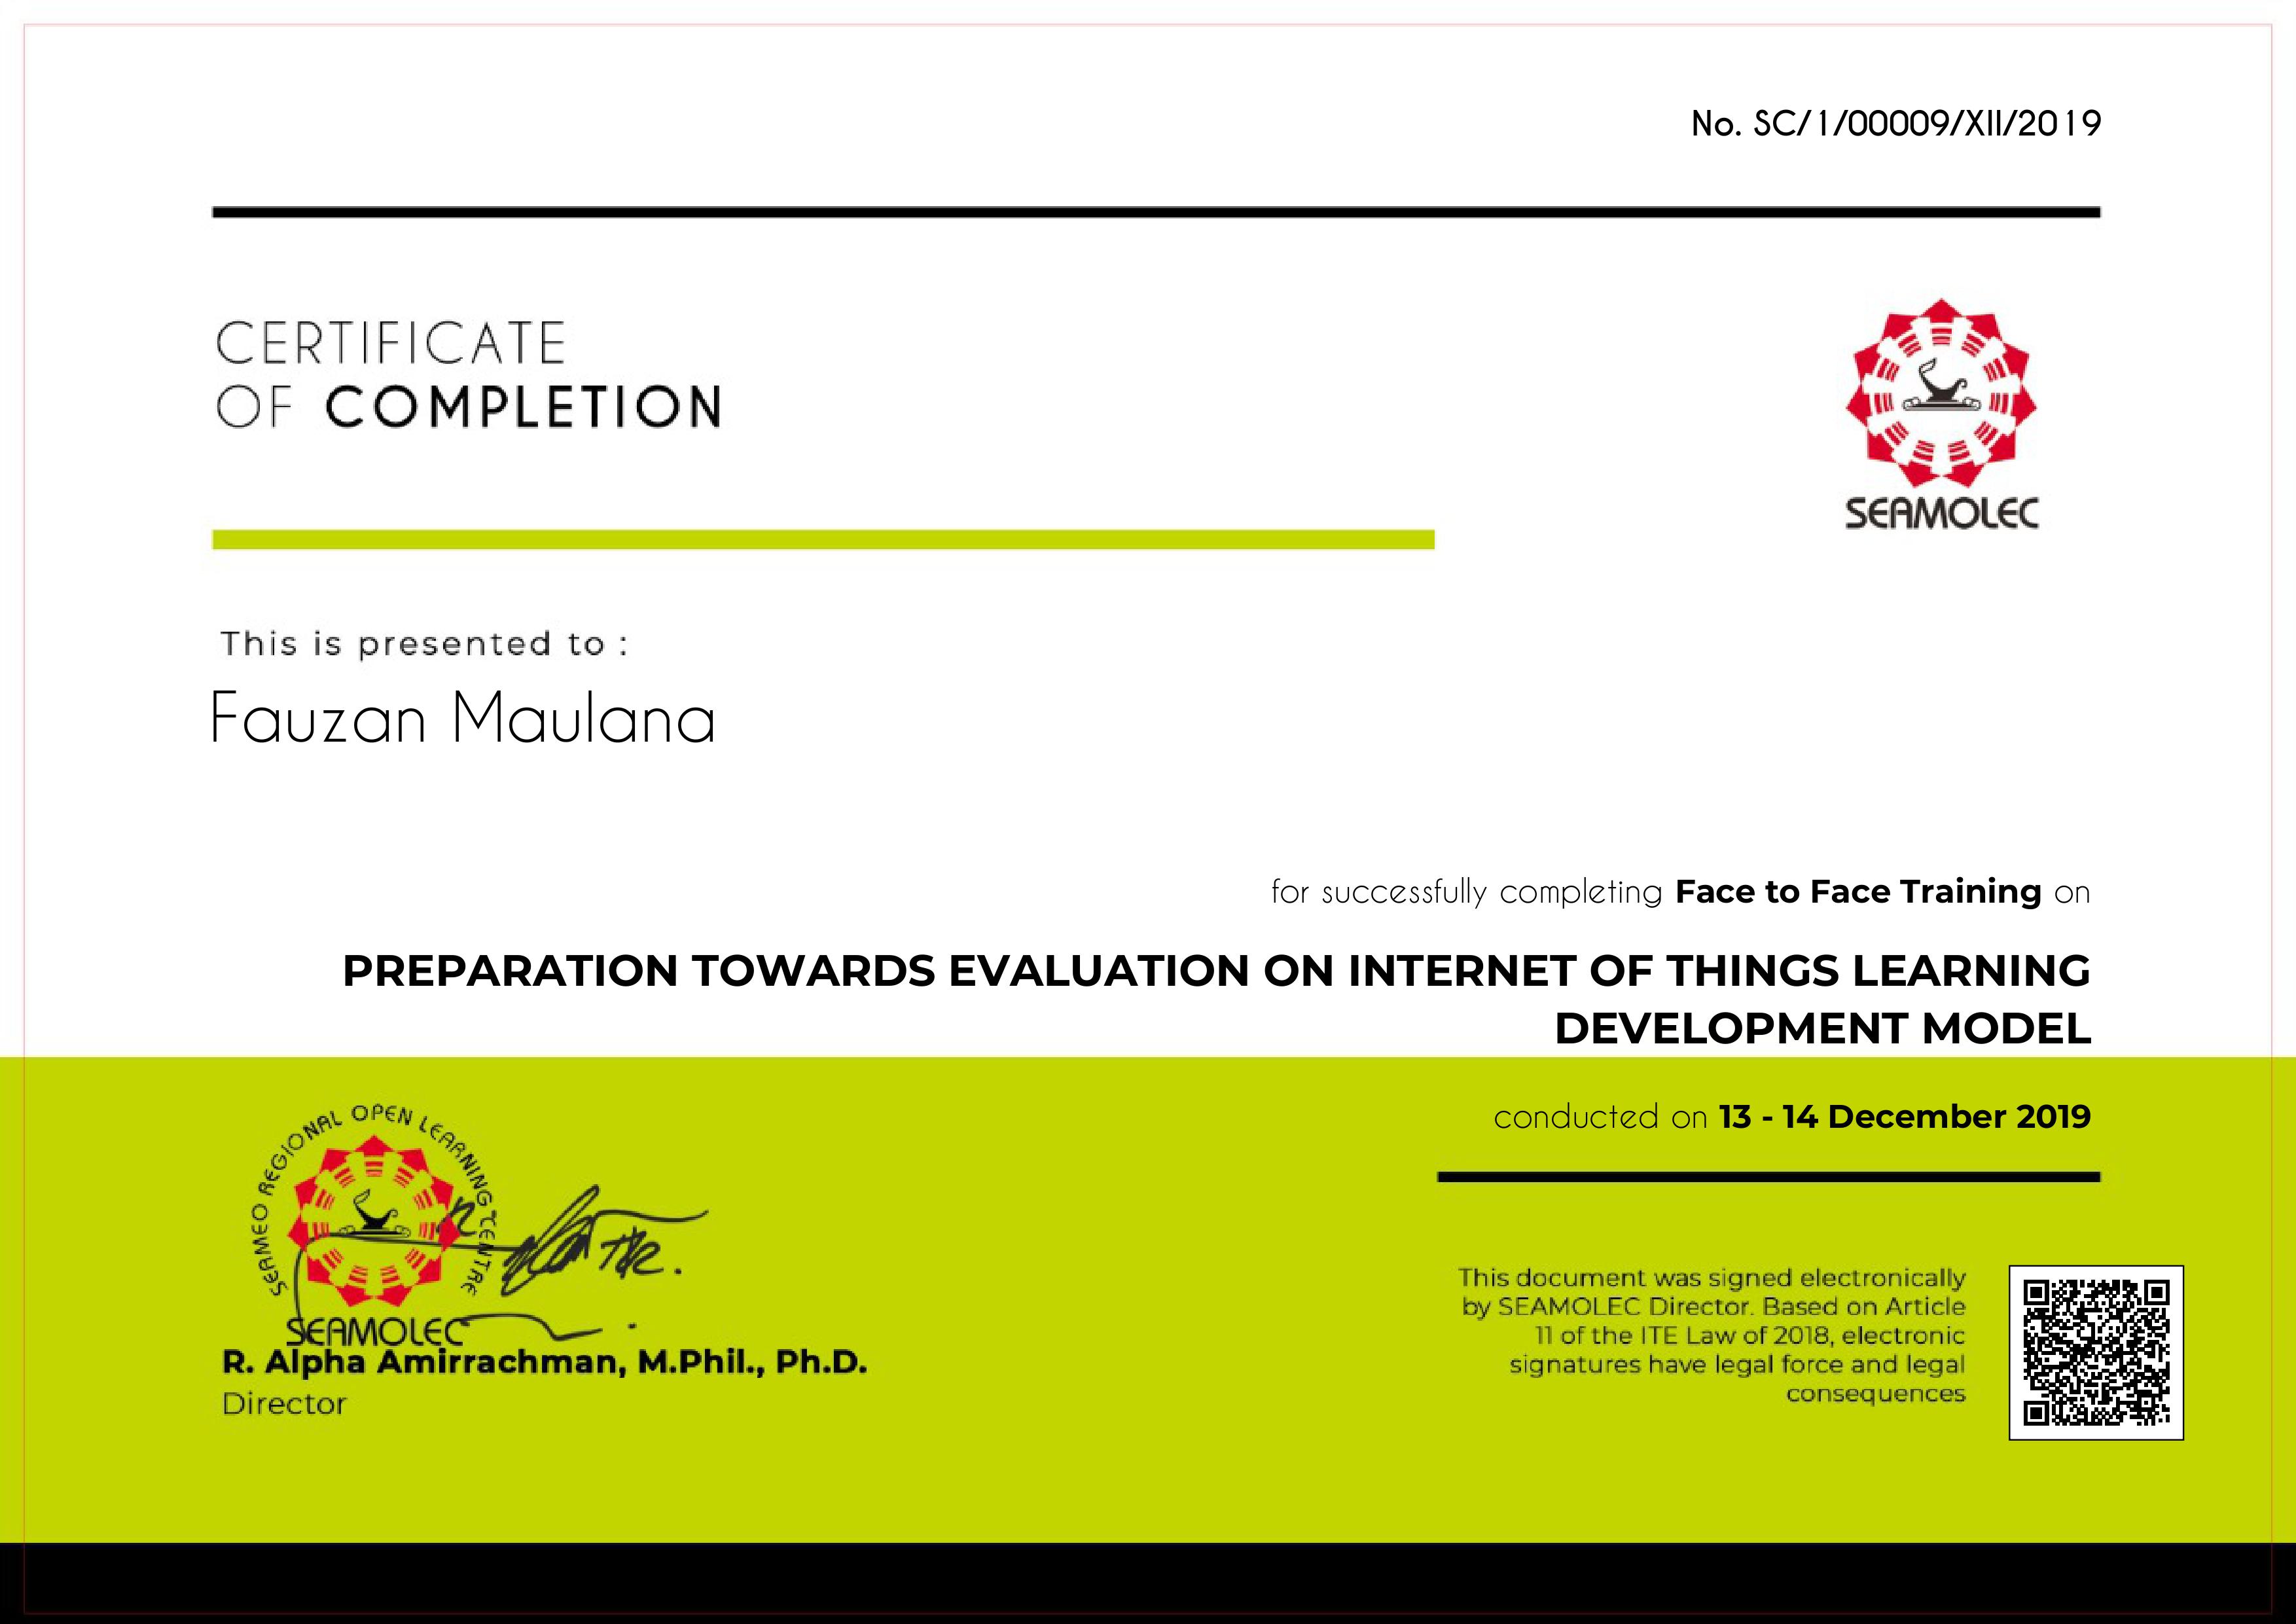 No. SC/1/00009/XII/2019
CERTIFICATE
OF COMPLETION
SEAMOLEC
This is presented to :
Fauzan Maulana
for successfully completing Face to Face Training on
PREPARATION TOWARDS EVALUATION ON INTERNET OF THINGS LEARNING
DEVELOPMENT MODEL
conducted on 13 - 14 December 2019
SEAMEO REGIONAL OPEN LEARNING CENTRE
SEAMOLEC
R. Alpha Amirrachman, M.Phil., Ph.D.
Director
This document was signed electronically
by SEAMOLEC Director. Based on Article
11 of the ITE Law of 2018, electronic
signatures have legal force and legal
consequences